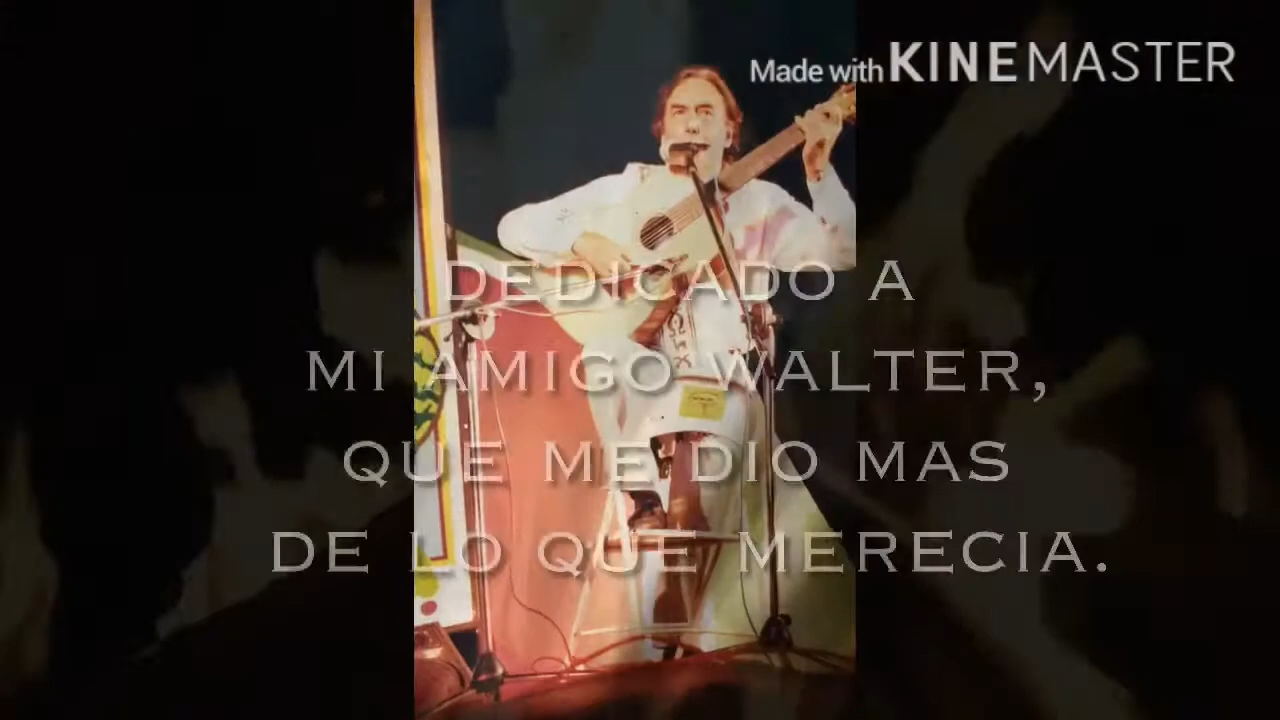 Made with KINEMASTER
DEDICADO A
MI AMIGO WALTER,
QUE ME DIO MAS
DE LO QUE MERECIA.